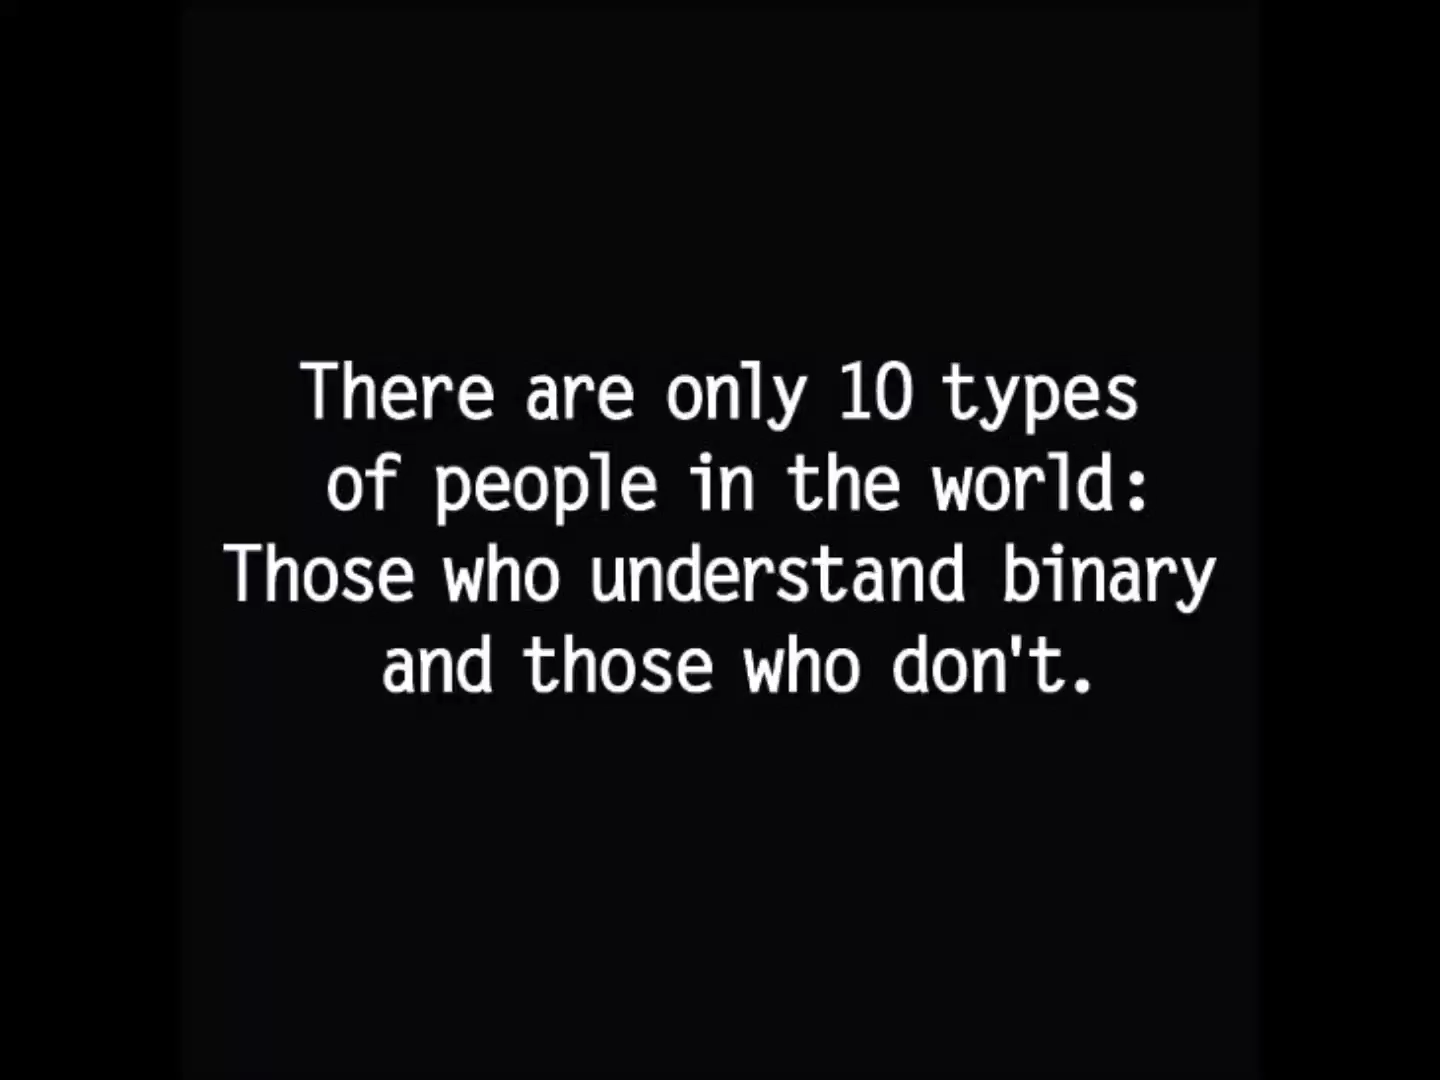 There are only 10 types
of people in the world:
Those who understand binary
and those who don't.